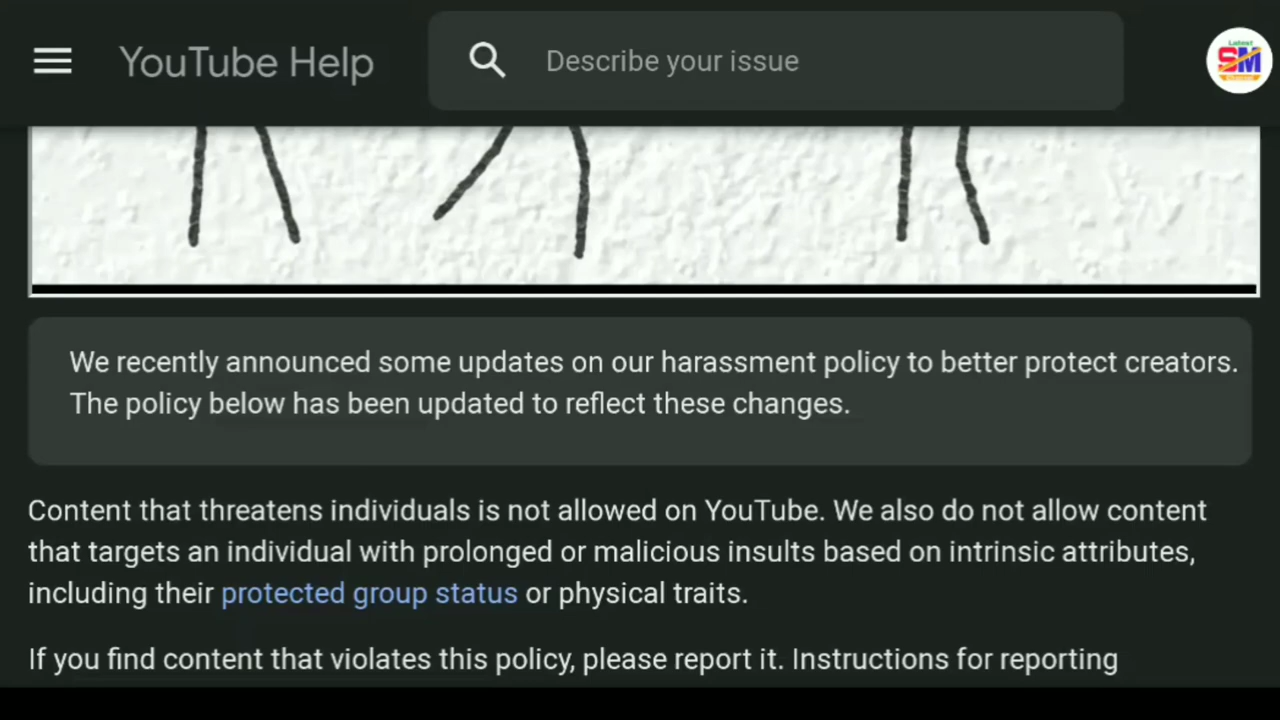 YouTube Help
Describe your issue
Latest
SM
We recently announced some updates on our harassment policy to better protect creators.
The policy below has been updated to reflect these changes.
Content that threatens individuals is not allowed on YouTube. We also do not allow content
that targets an individual with prolonged or malicious insults based on intrinsic attributes,
including their protected group status or physical traits.
If you find content that violates this policy, please report it. Instructions for reporting